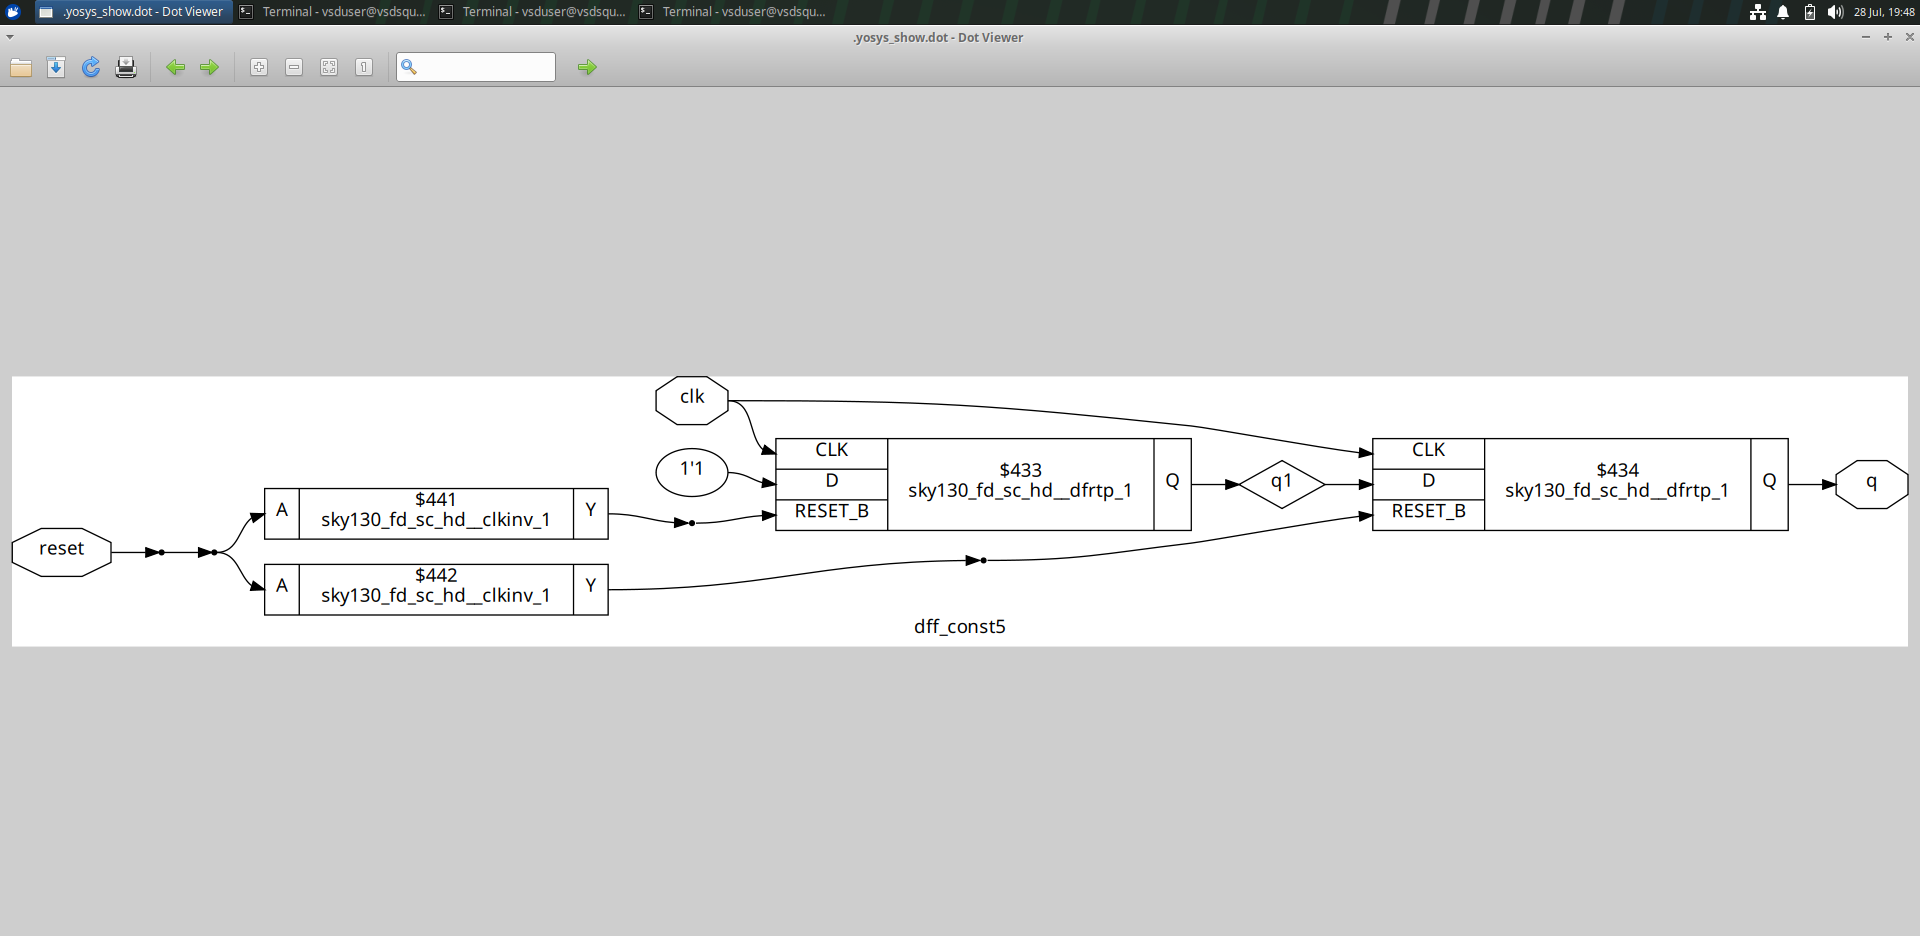 .yosys_show.dot - Dot Viewer
Terminal - vsduser@vsdsqu...
Terminal - vsduser@vsdsqu...
Terminal - vsduser@vsdsqu...
28 Jul, 19:48
.yosys_show.dot - Dot Viewer
1
clk
1'1
CLK
D
RESET_B
$433
sky130_fd_sc_hd__dfrtp_1
Q
q1
CLK
D
RESET_B
$434
sky130_fd_sc_hd__dfrtp_1
Q
q
reset
A
$441
sky130_fd_sc_hd__clkinv_1
Y
A
$442
sky130_fd_sc_hd__clkinv_1
Y
dff_const5